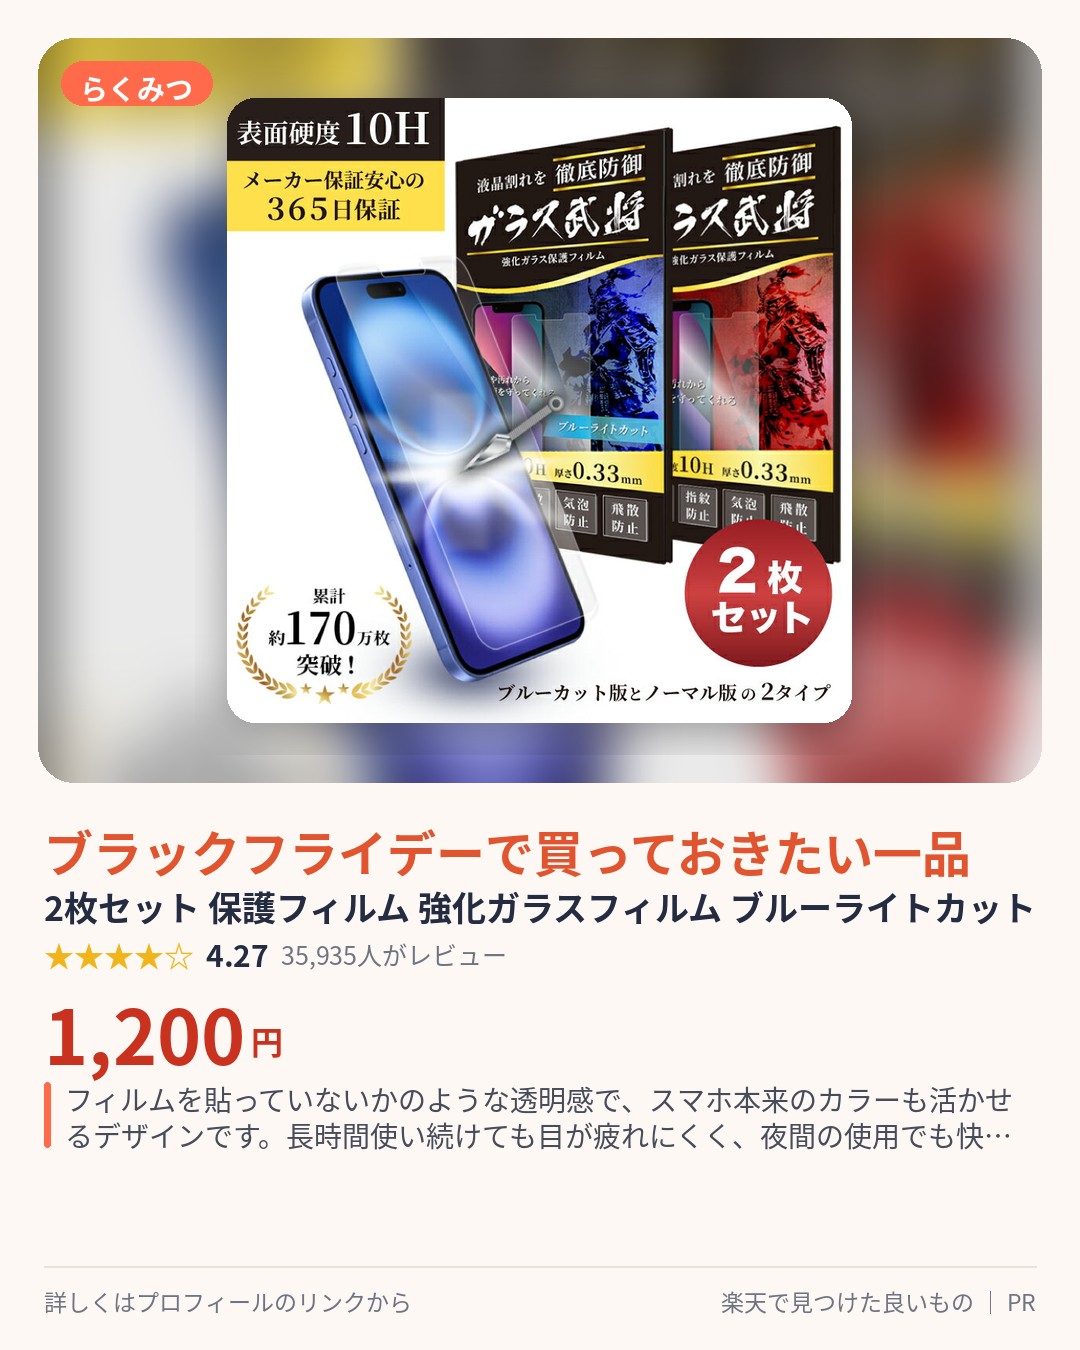 らくみつ
表面硬度10H
メーカー保証安心の
365日保証
液晶割れを 徹底防御
ガラス武将
強化ガラス保護フィルム
ブルーライトカット
厚さ0.33mm
気泡
防止
飛散
防止
割れを 徹底防御
ラス武将
強化ガラス保護フィルム
10H 厚さ0.33mm
指紋
防止
気泡
防止
飛散
防止
2枚
セット
累計
約170万枚
突破!
ブルーカット版とノーマル版の2タイプ
ブラックフライデーで買っておきたい一品
2枚セット 保護フィルム 強化ガラスフィルム ブルーライトカット
★★★★☆ 4.27 35,935人がレビュー
1,200円
フィルムを貼っていないかのような透明感で、スマホ本来のカラーも活かせ
るデザインです。長時間使い続けても目が疲れにくく、夜間の使用でも快…
詳しくはプロフィールのリンクから
楽天で見つけた良いもの | PR